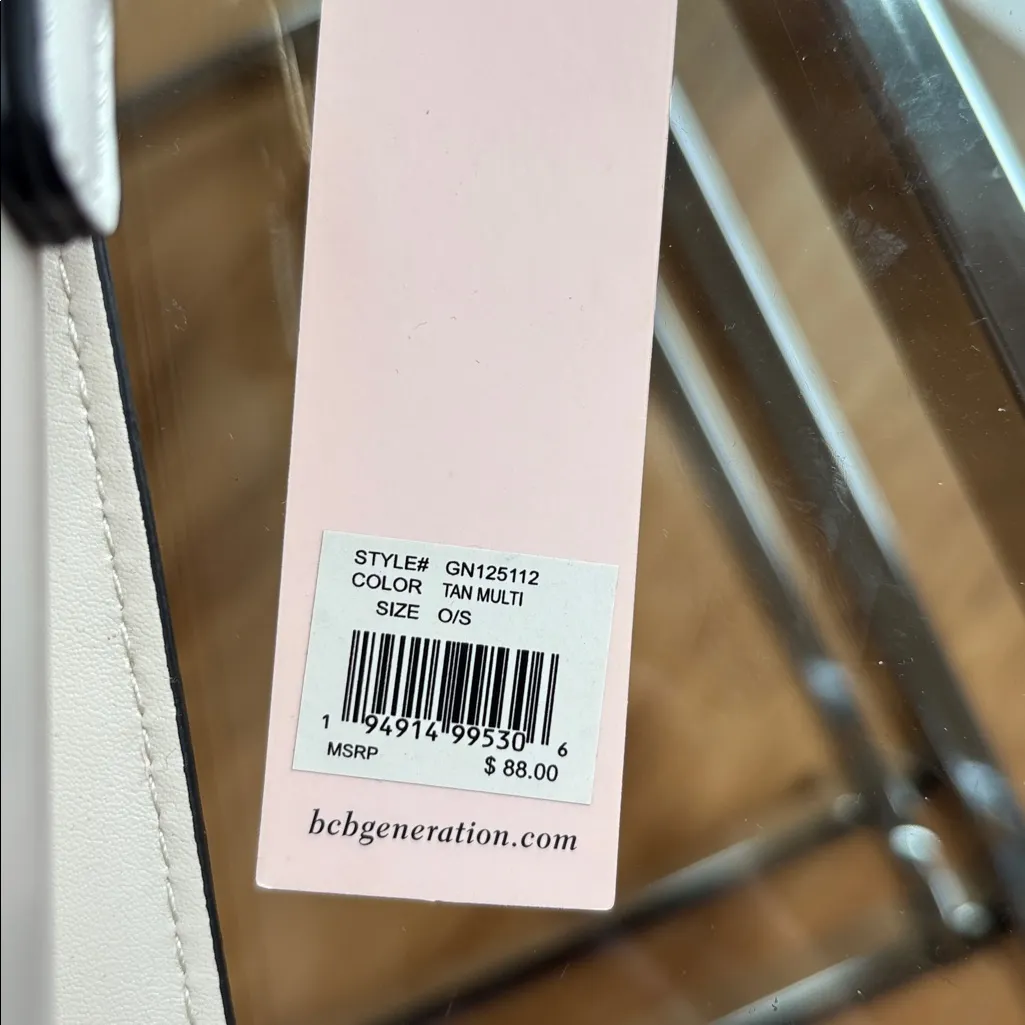 STYLE# GN125112
COLOR TAN MULTI
SIZE O/S
1 94914 99530 6
MSRP $ 88.00
bcbgeneration.com